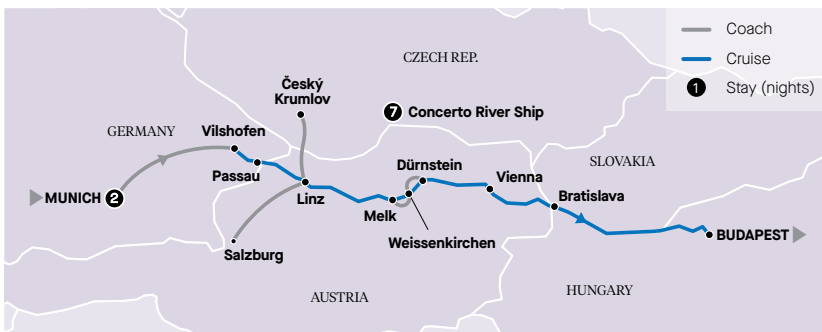 Coach
Cruise
1 Stay (nights)
CZECH REP.
Český
Krumlov
7 Concerto River Ship
GERMANY
Vilshofen
Passau
MUNICH 2
Linz
Salzburg
Dürnstein
Melk
Weissenkirchen
Vienna
SLOVAKIA
Bratislava
BUDAPEST
AUSTRIA
HUNGARY